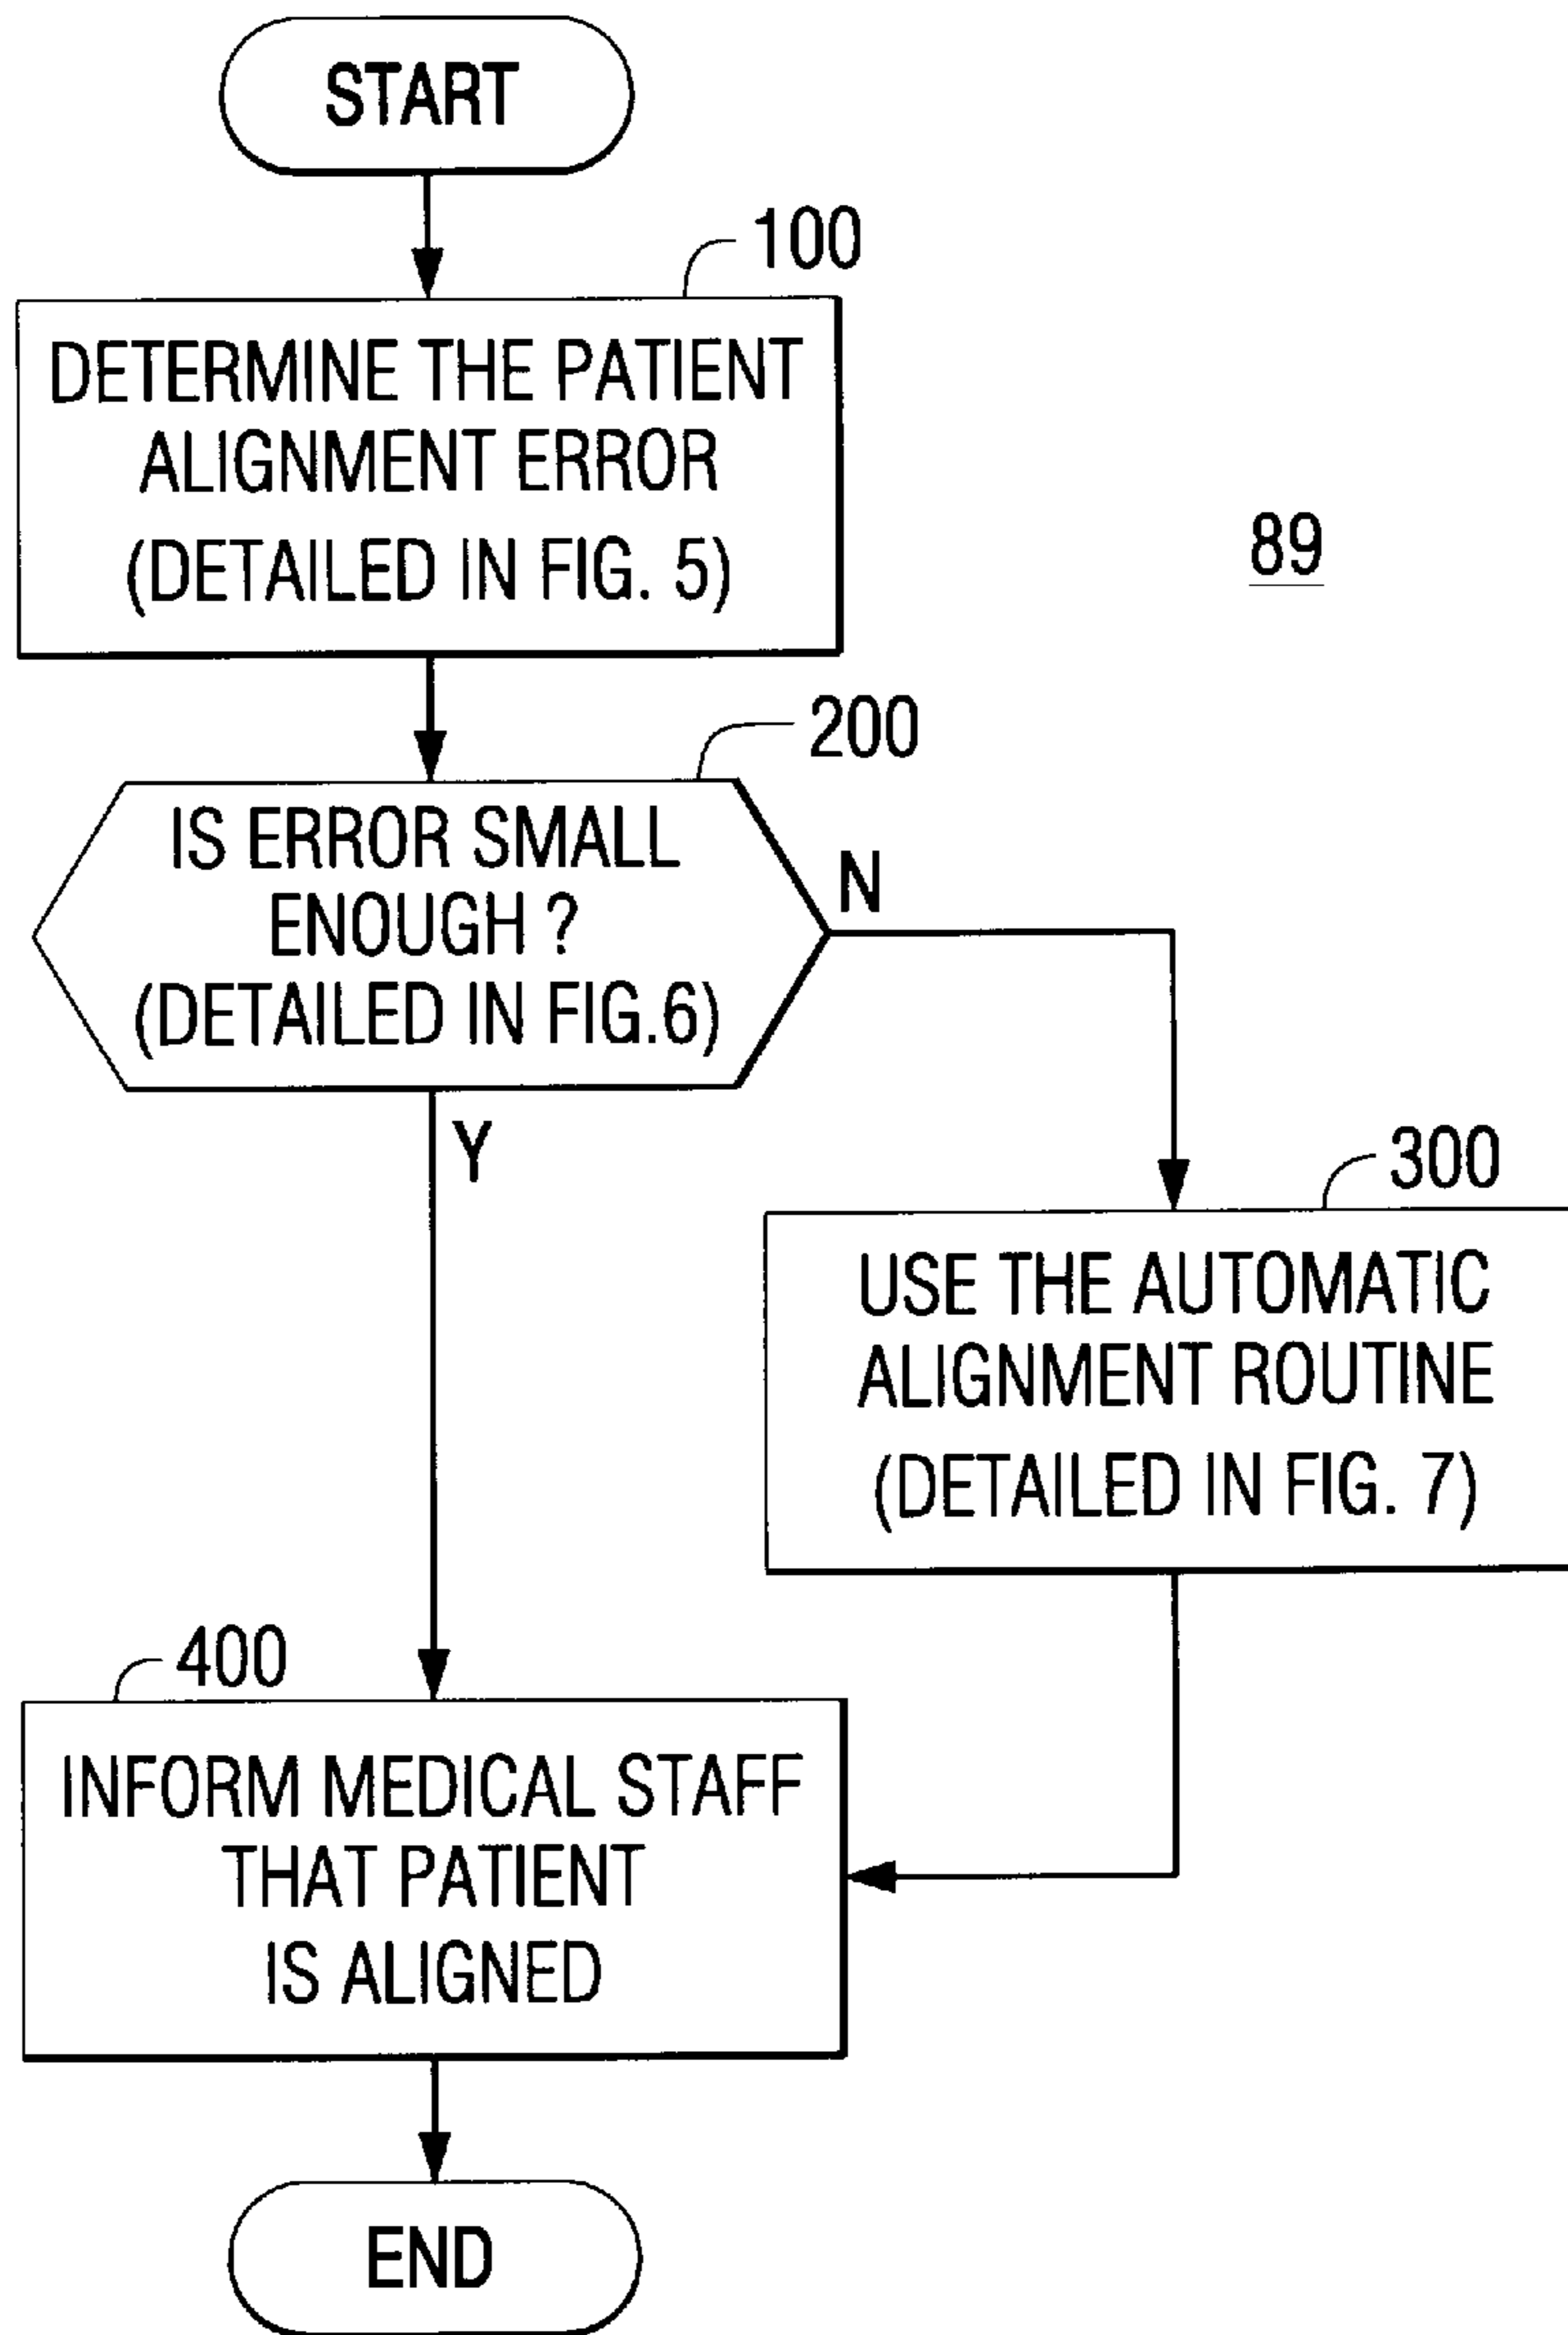 START
100
DETERMINE THE PATIENT
ALIGNMENT ERROR
(DETAILED IN FIG. 5)
89
200
IS ERROR SMALL
ENOUGH ?
(DETAILED IN FIG.6)
N
Y
300
USE THE AUTOMATIC
ALIGNMENT ROUTINE
(DETAILED IN FIG. 7)
400
INFORM MEDICAL STAFF
THAT PATIENT
IS ALIGNED
END